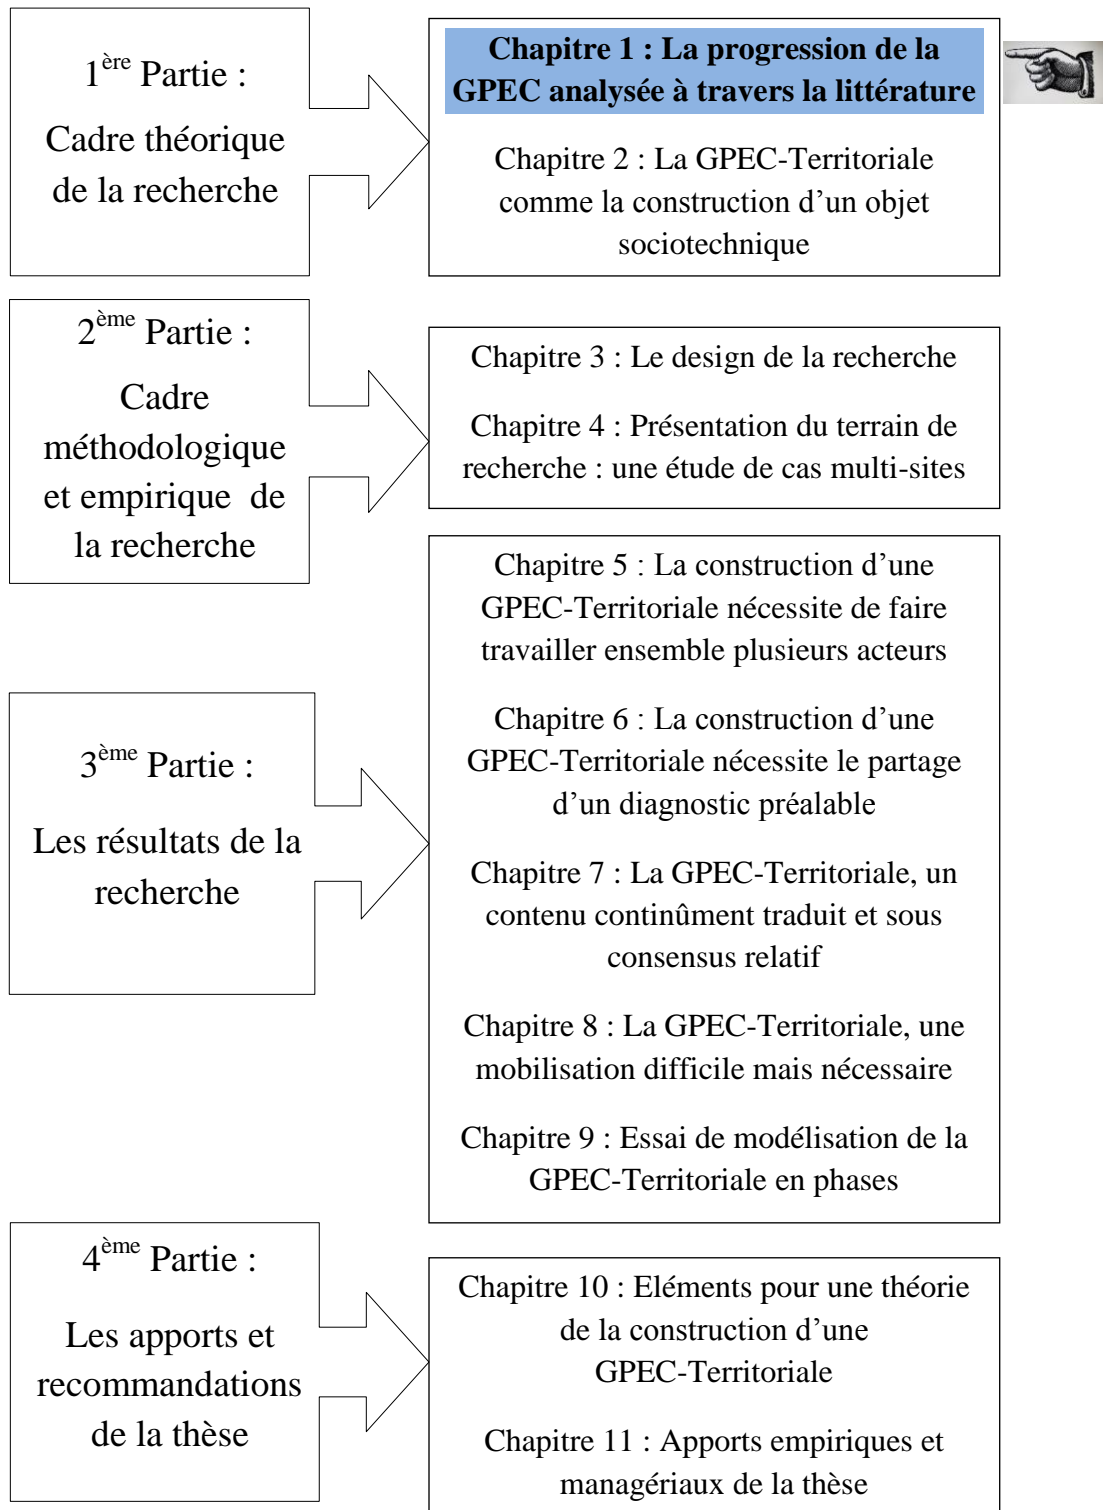 1ère Partie :
Cadre théorique
de la recherche
Chapitre 1 : La progression de la
GPEC analysée à travers la littérature
Chapitre 2 : La GPEC-Territoriale
comme la construction d’un objet
sociotechnique
2ème Partie :
Cadre
méthodologique
et empirique de
la recherche
Chapitre 3 : Le design de la recherche
Chapitre 4 : Présentation du terrain de
recherche : une étude de cas multi-sites
3ème Partie :
Les résultats de la
recherche
Chapitre 5 : La construction d’une
GPEC-Territoriale nécessite de faire
travailler ensemble plusieurs acteurs
Chapitre 6 : La construction d’une
GPEC-Territoriale nécessite le partage
d’un diagnostic préalable
Chapitre 7 : La GPEC-Territoriale, un
contenu continûment traduit et sous
consensus relatif
Chapitre 8 : La GPEC-Territoriale, une
mobilisation difficile mais nécessaire
Chapitre 9 : Essai de modélisation de la
GPEC-Territoriale en phases
4ème Partie :
Les apports et
recommandations
de la thèse
Chapitre 10 : Eléments pour une théorie
de la construction d’une
GPEC-Territoriale
Chapitre 11 : Apports empiriques et
managériaux de la thèse